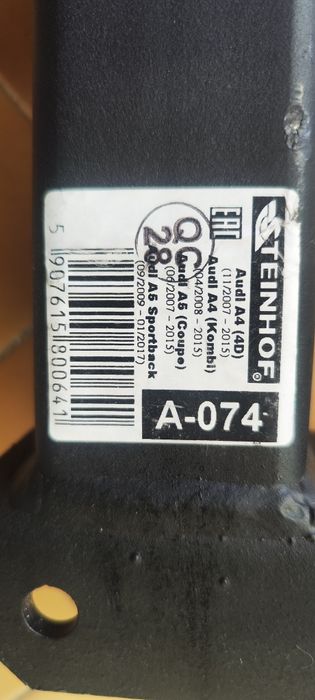 STEINHOF®
EAC
Audi A4 (4D)
(11/2007 - 2015)
Audi A4 (Kombi)
(04/2008 - 2015)
Audi A5 (Coupe)
(06/2007 - 2015)
Audi A5 Sportback
(09/2009 - 01/2017)
QC
28
A-074
5 907615 800641